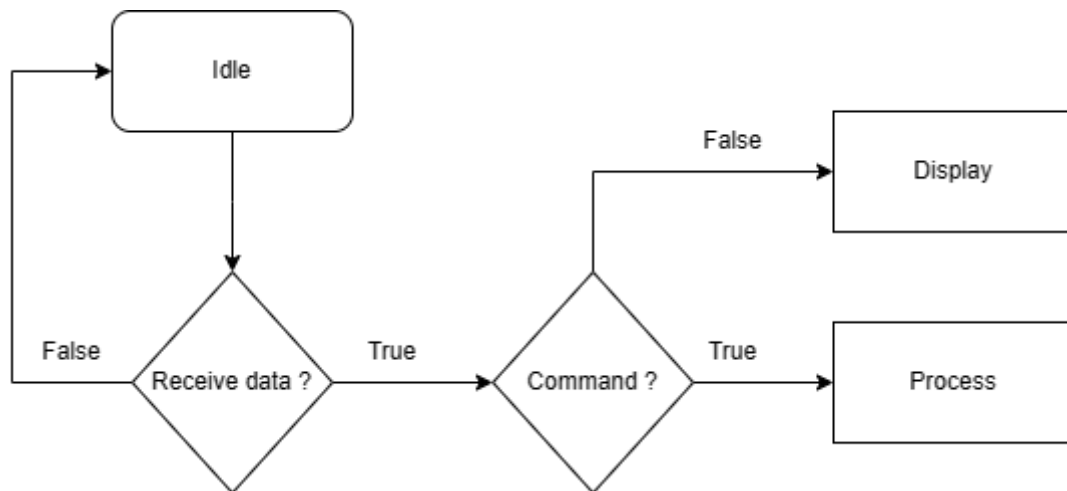 Idle
False
Display
False
True
True
Receive data ?
Command ?
Process